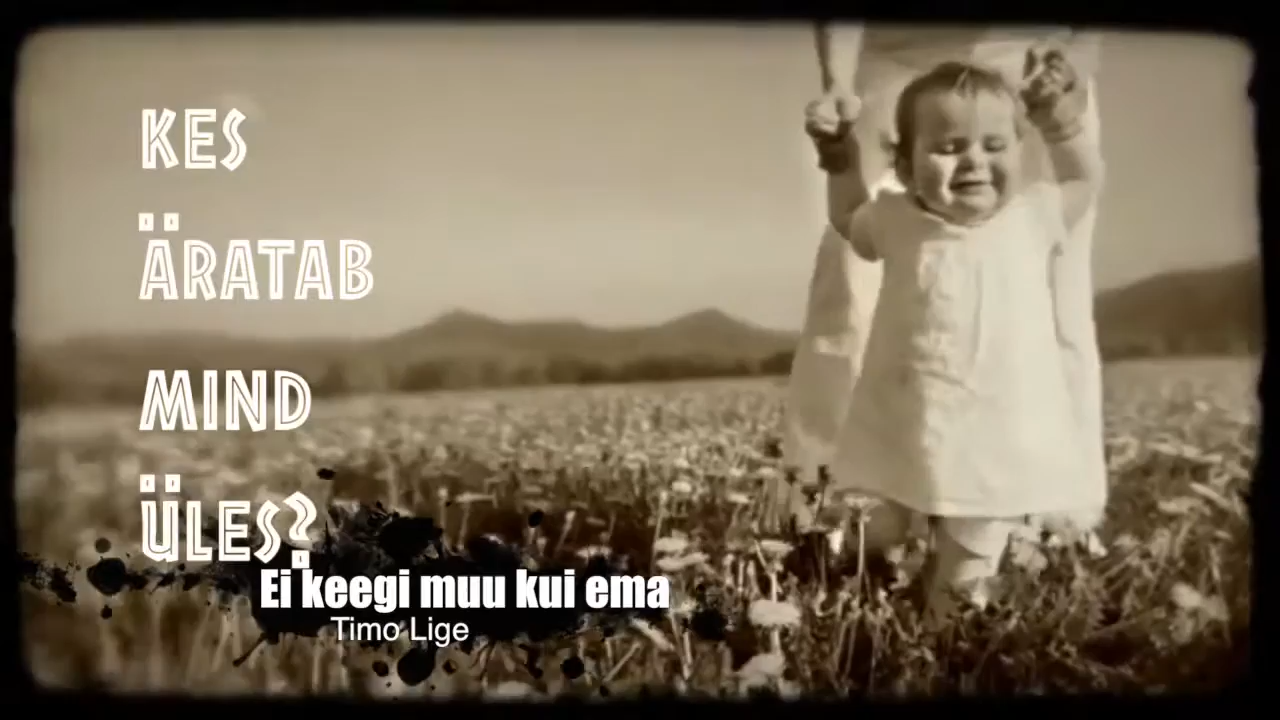 KES
ÄRATAB
MIND
ÜLES?
Ei keegi muu kui ema
Timo Lige